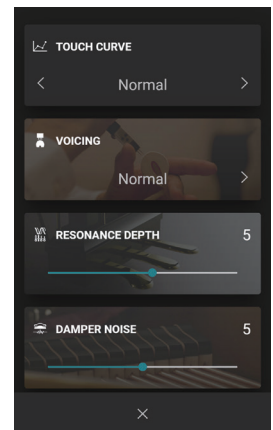 TOUCH CURVE
Normal
VOICING
Normal
RESONANCE DEPTH 5
DAMPER NOISE 5